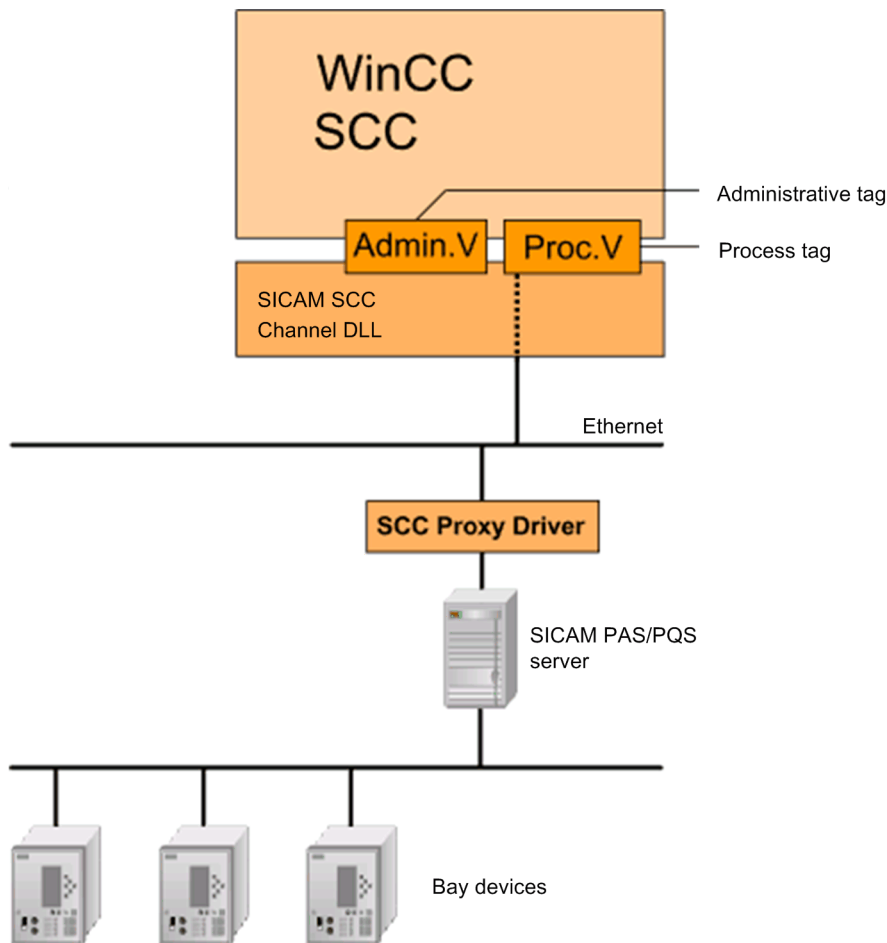 WinCC
SCC
Administrative tag
Admin.V
Proc.V
Process tag
SICAM SCC
Channel DLL
Ethernet
SCC Proxy Driver
SICAM PAS/PQS
server
Bay devices